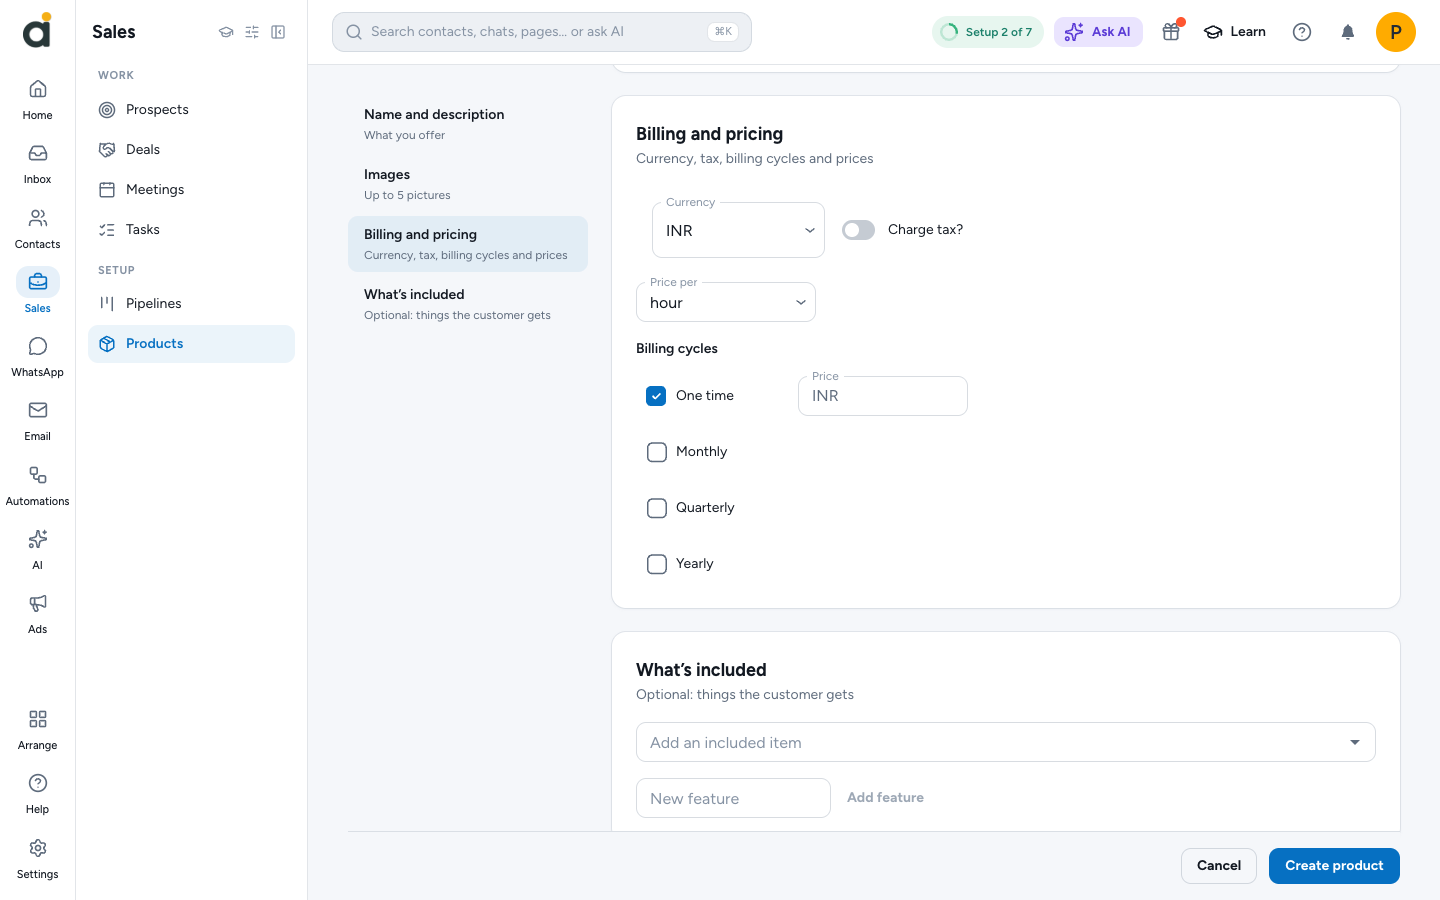 Search contacts, chats, pages... or ask AI
⌘K
Setup 2 of 7
Ask AI
Learn
P
Home
Inbox
Contacts
Sales
WhatsApp
Email
Automations
AI
Ads
Arrange
Help
Settings
Sales
WORK
Prospects
Deals
Meetings
Tasks
SETUP
Pipelines
Products
Name and description
What you offer
Images
Up to 5 pictures
Billing and pricing
Currency, tax, billing cycles and prices
What's included
Optional: things the customer gets
Billing and pricing
Currency, tax, billing cycles and prices
Currency
INR
Charge tax?
Price per
hour
Billing cycles
One time
Price
INR
Monthly
Quarterly
Yearly
What's included
Optional: things the customer gets
Add an included item
New feature
Add feature
Cancel
Create product